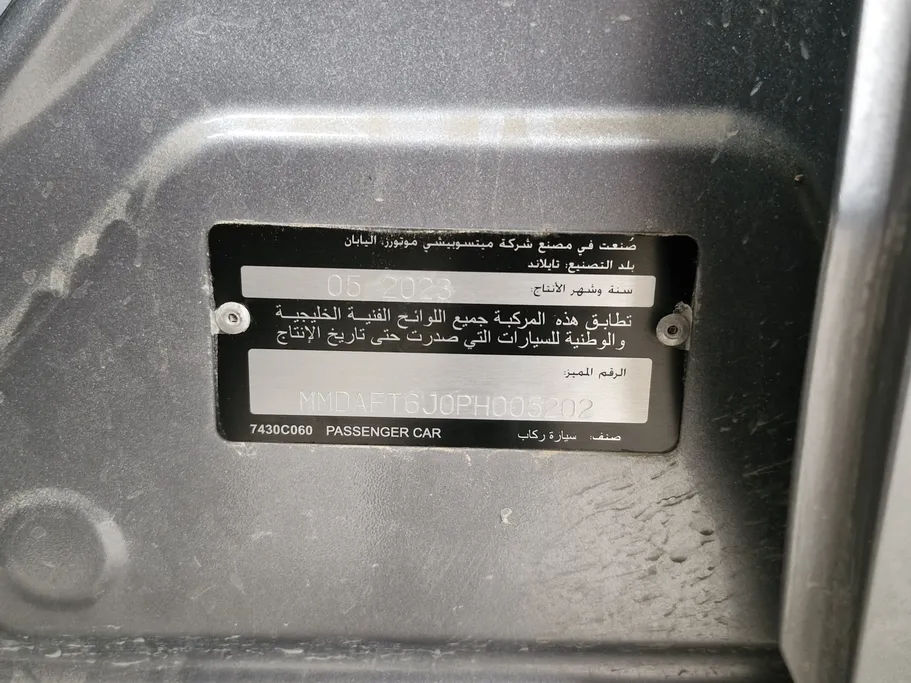 صُنعت في مصنع شركة ميتسوبيشي موتورز، اليابان
بلد التصنيع: تايلاند
سنة وشهر الأنتاج: 05 2023
تطابق هذه المركبة جميع اللوائح الفنية الخليجية
والوطنية للسيارات التي صدرت حتى تاريخ الإنتاج
الرقم المميز:
MMDAFT6J0PH005202
صنف: سيارة ركاب PASSENGER CAR 7430C060